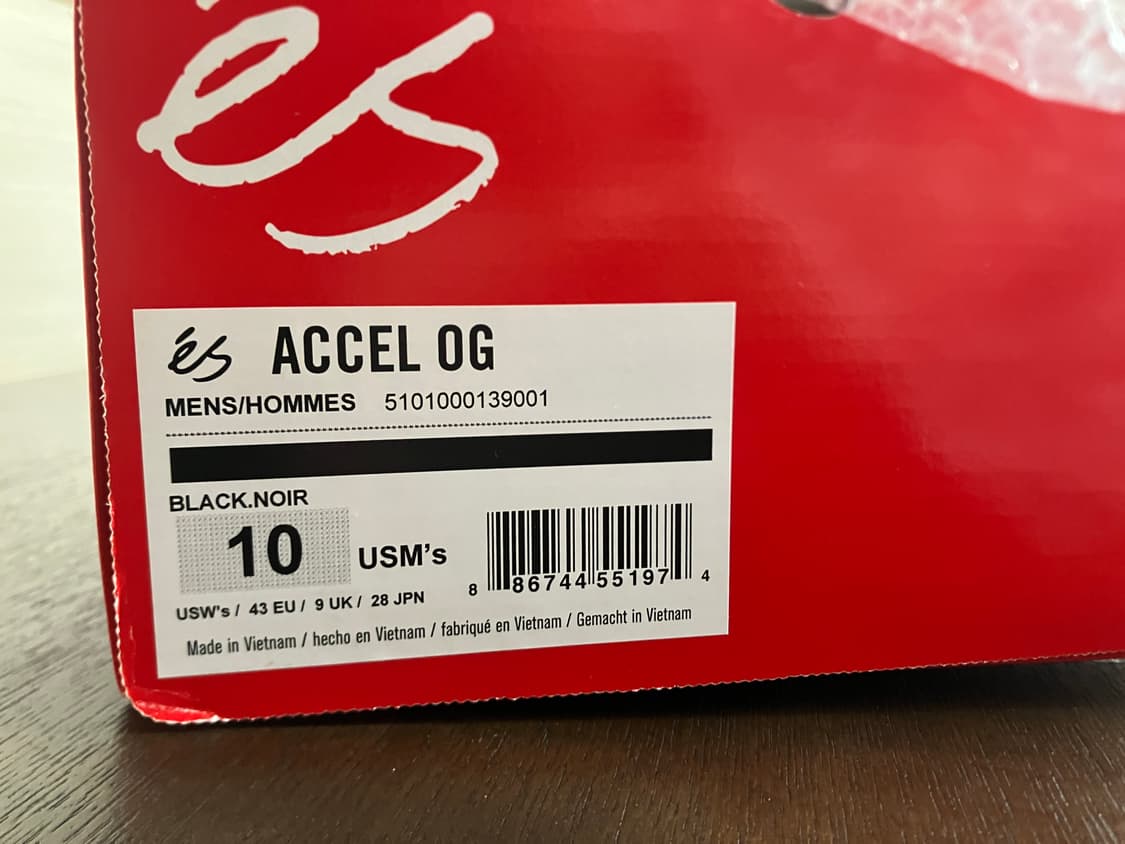 és
és ACCEL OG
MENS/HOMMES 5101000139001
BLACK.NOIR
10 USM's
8 86744 55197 4
USW's / 43 EU / 9 UK / 28 JPN
Made in Vietnam / hecho en Vietnam / fabriqué en Vietnam / Gemacht in Vietnam